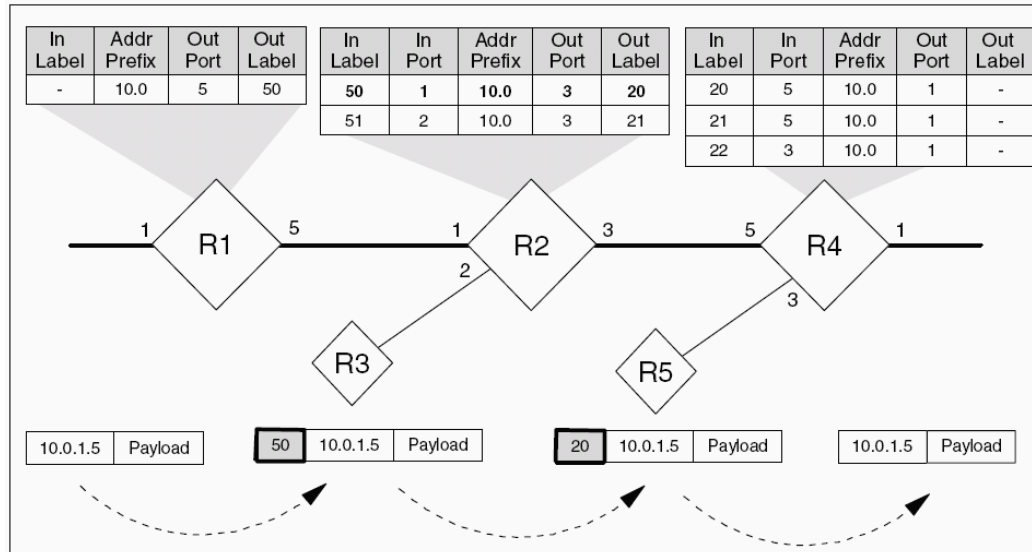 In Label Addr Prefix Out Port Out Label
- 10.0 5 50
In Label In Port Addr Prefix Out Port Out Label
50 1 10.0 3 20
51 2 10.0 3 21
In Label In Port Addr Prefix Out Port Out Label
20 5 10.0 1 -
21 5 10.0 1 -
22 3 10.0 1 -
1 R1 5 1 R2 3 5 R4 1
2 3
R3 R5
10.0.1.5 Payload
50 10.0.1.5 Payload
20 10.0.1.5 Payload
10.0.1.5 Payload